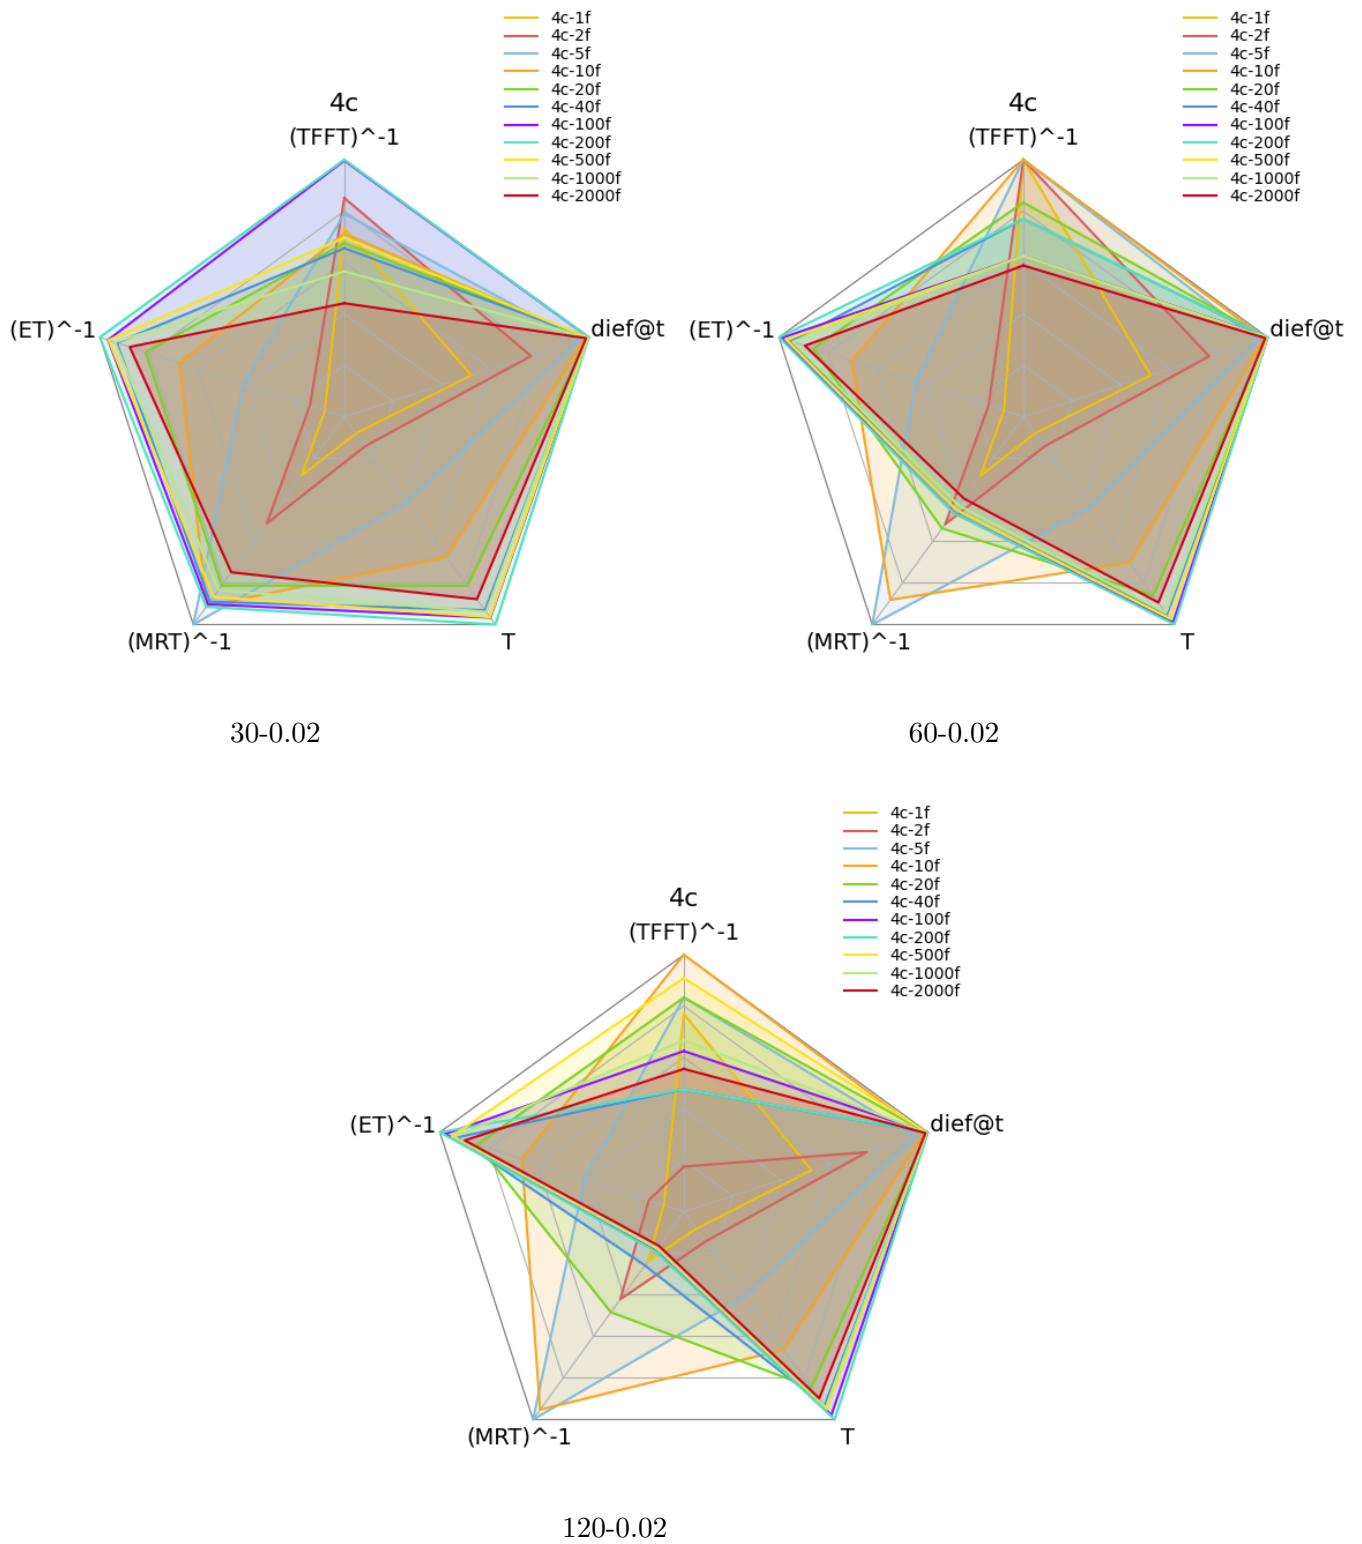 4c-1f
4c-2f
4c-5f
4c-10f
4c-20f
4c-40f
4c-100f
4c-200f
4c-500f
4c-1000f
4c-2000f
4c
(TFFT)^-1
(ET)^-1
dief@t
(MRT)^-1
T
30-0.02
4c-1f
4c-2f
4c-5f
4c-10f
4c-20f
4c-40f
4c-100f
4c-200f
4c-500f
4c-1000f
4c-2000f
4c
(TFFT)^-1
(ET)^-1
dief@t
(MRT)^-1
T
60-0.02
4c-1f
4c-2f
4c-5f
4c-10f
4c-20f
4c-40f
4c-100f
4c-200f
4c-500f
4c-1000f
4c-2000f
4c
(TFFT)^-1
(ET)^-1
dief@t
(MRT)^-1
T
120-0.02